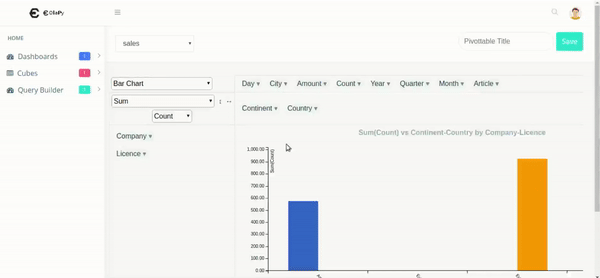 OlaPy
HOME
Dashboards 1
Cubes 1
Query Builder
sales
Pivottable Title
Save
Bar Chart
Sum
Count
Day ▾ City ▾ Amount ▾ Count ▾ Year ▾ Quarter ▾ Month ▾ Article ▾
Continent ▾ Country ▾
Company ▾
Licence ▾
Sum(Count) vs Continent-Country by Company-Licence
Sum(Count)
1,000.00
900.00
800.00
700.00
600.00
500.00
400.00
300.00
200.00
100.00
0.00